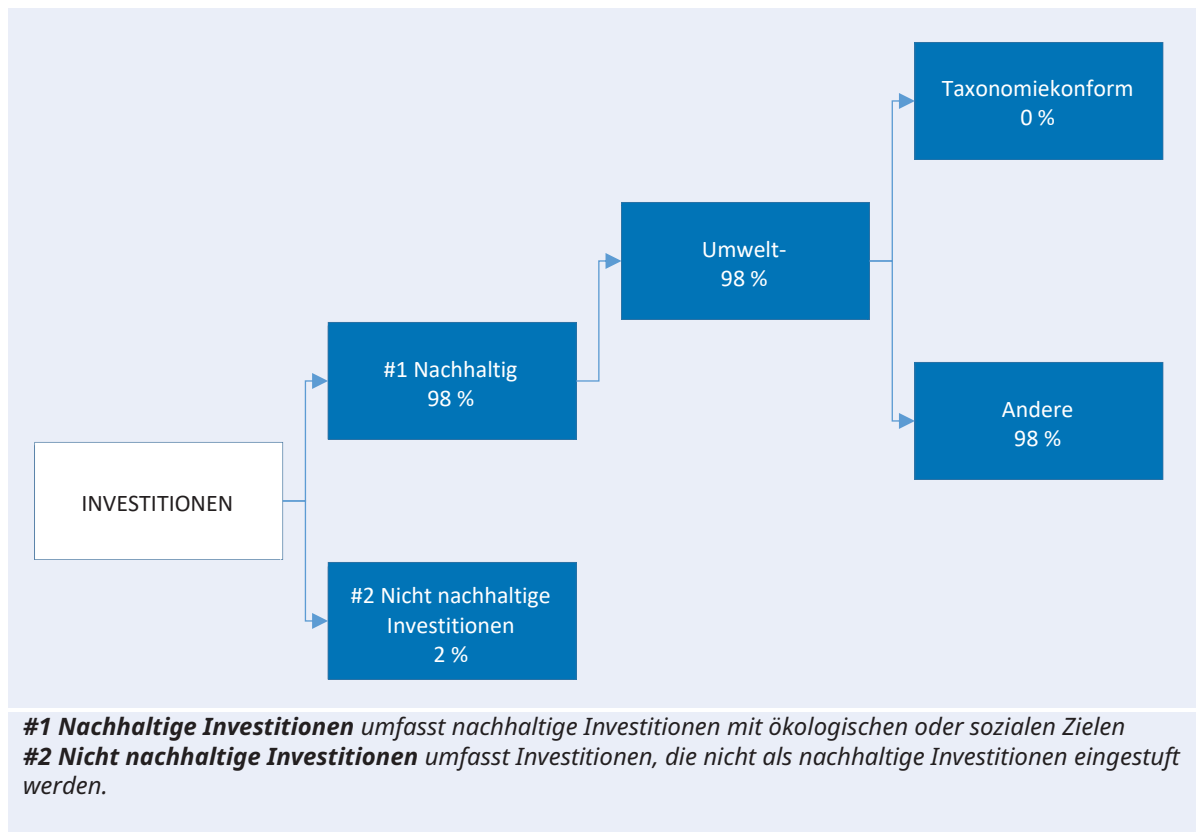 Taxonomiekonform
0 %
Umwelt-
98 %
#1 Nachhaltig
98 %
Andere
98 %
INVESTITIONEN
#2 Nicht nachhaltige
Investitionen
2 %
#1 Nachhaltige Investitionen umfasst nachhaltige Investitionen mit ökologischen oder sozialen Zielen
#2 Nicht nachhaltige Investitionen umfasst Investitionen, die nicht als nachhaltige Investitionen eingestuft
werden.